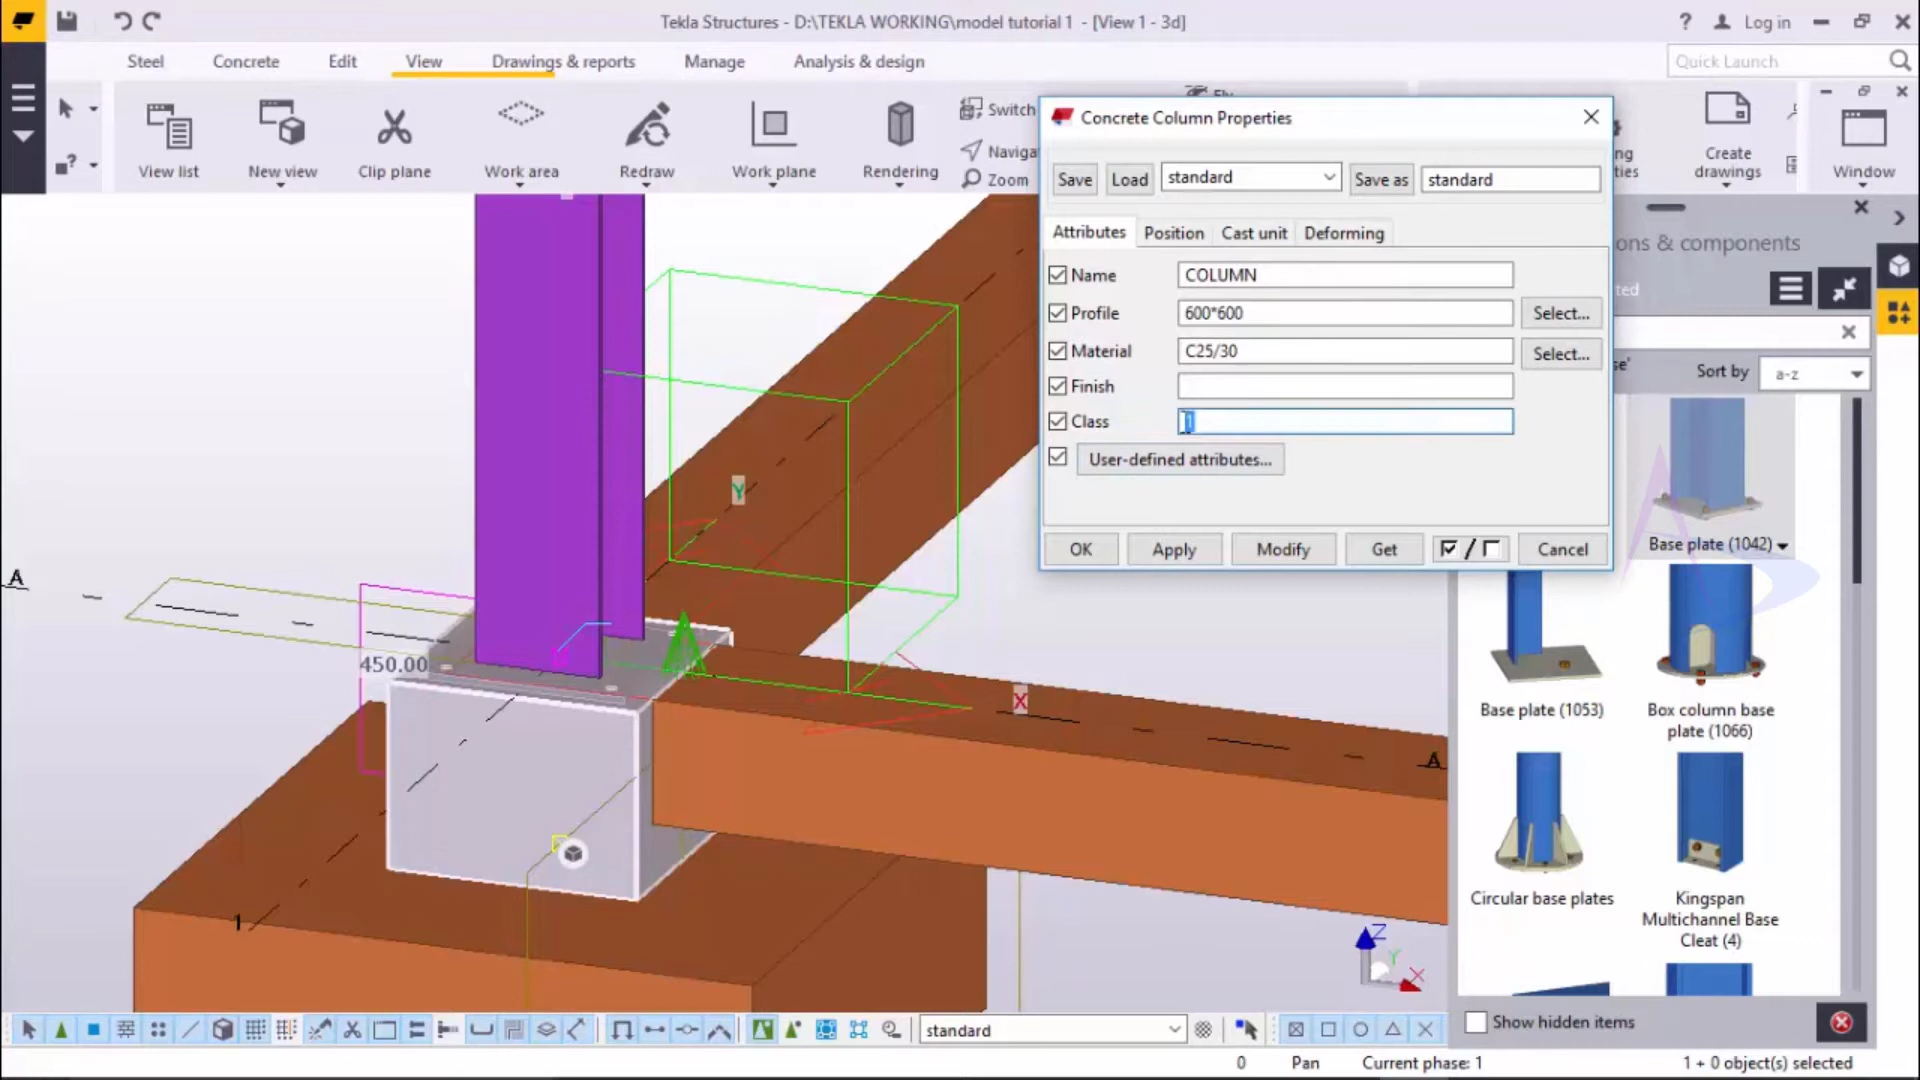 Tekla Structures - D:\TEKLA WORKING\model tutorial 1 - [View 1 - 3d]
? Log in
Steel Concrete Edit View Drawings & reports Manage Analysis & design
Quick Launch
View list
New view
Clip plane
Work area
Redraw
Work plane
Rendering
Switch
Naviga
Zoom
Fly
Create
drawings
Window
Concrete Column Properties
Save Load standard Save as standard
Attributes Position Cast unit Deforming
Name COLUMN
Profile 600*600 Select...
Material C25/30 Select...
Finish
Class 1
User-defined attributes...
OK Apply Modify Get / Cancel
ons & components
ted
se'
Sort by a-z
Base plate (1042)
Base plate (1053)
Box column base
plate (1066)
Circular base plates
Kingspan
Multichannel Base
Cleat (4)
Show hidden items
A
450.00
Y
X
A
1
Z
Y
X
standard
0 Pan Current phase: 1 1 + 0 object(s) selected